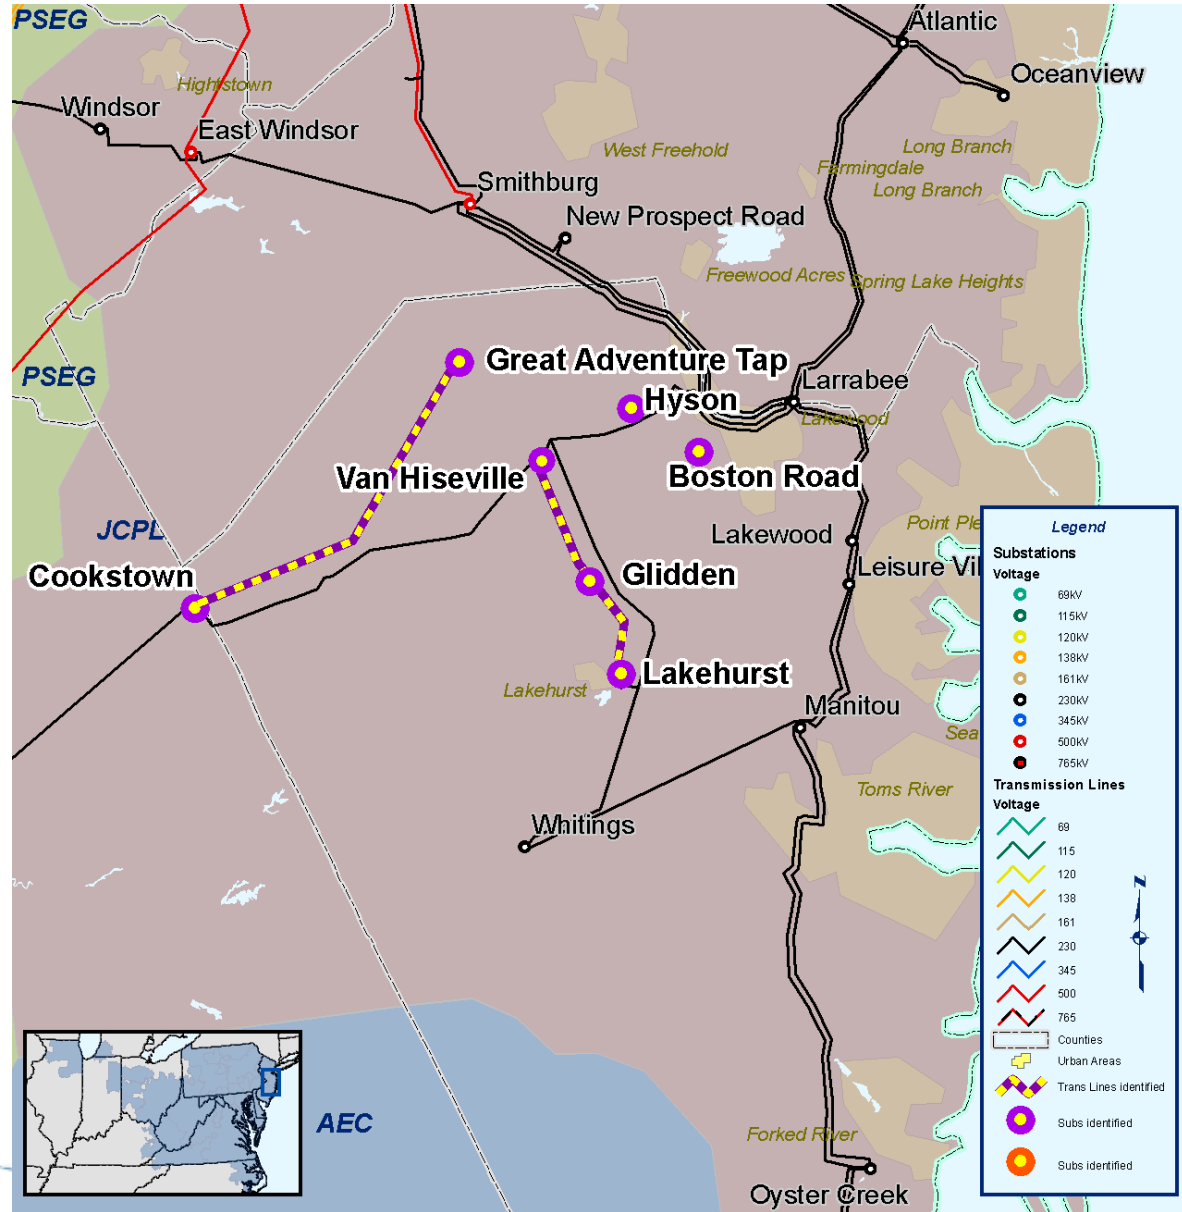 PSEG
Atlantic
Oceanview
Hightstown
Windsor
East Windsor
West Freehold
Long Branch
Farmingdale
Long Branch
Smithburg
New Prospect Road
Freewood Acres
Spring Lake Heights
PSEG
Great Adventure Tap
Larrabee
Hyson
Lakewood
Van Hiseville
Boston Road
JCPL
Lakewood
Point Ple
Cookstown
Glidden
Leisure Vil
Lakehurst
Lakehurst
Manitou
Sea
Toms River
Whitings
AEC
Forked River
Oyster Creek
Legend
Substations
Voltage
69kV
115kV
120kV
138kV
161kV
230kV
345kV
500kV
765kV
Transmission Lines
Voltage
69
115
120
138
161
230
345
500
765
Counties
Urban Areas
Trans Lines identified
Subs identified
Subs identified
N